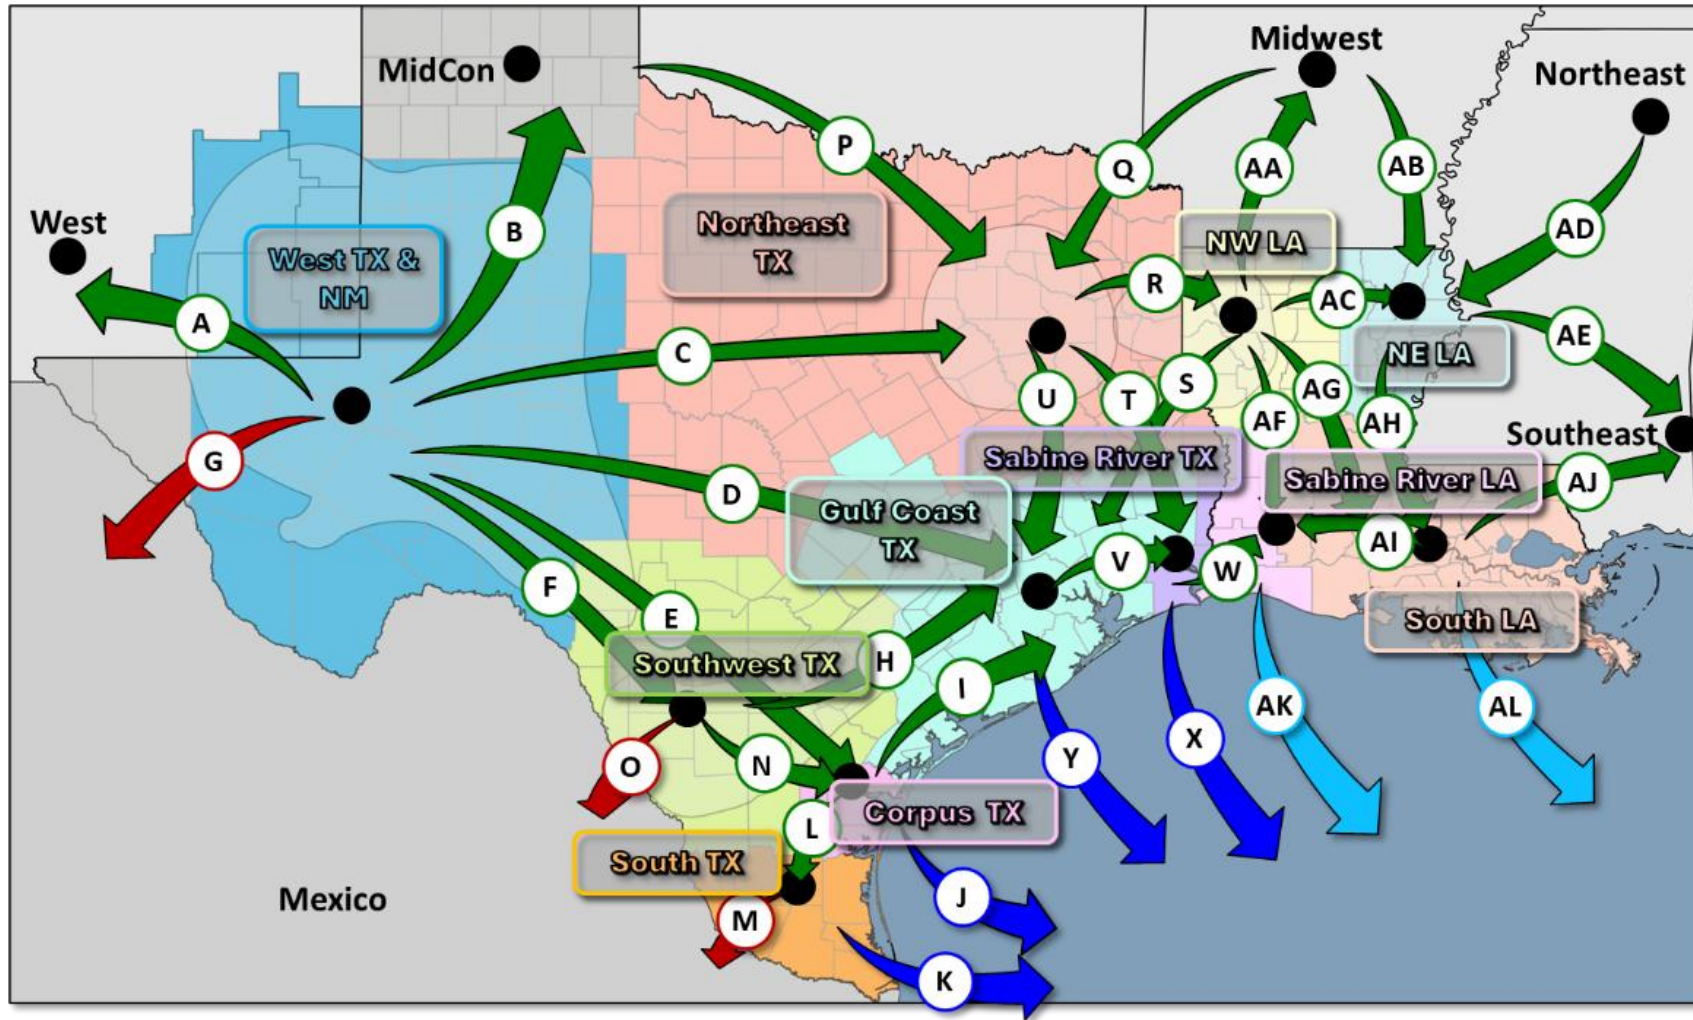 Midwest
MidCon
Northeast
P
Q
AA
AB
West
B
Northeast
TX
NW LA
AD
West TX &
NM
R
AC
A
C
AE
NE LA
U
T
S
AG
AF
AH
Southeast
G
D
Sabine River TX
Sabine River LA
AJ
Gulf Coast
TX
V
AI
W
F
E
South LA
Southwest TX
H
I
AK
AL
O
N
Y
X
Corpus TX
L
South TX
Mexico
J
M
K